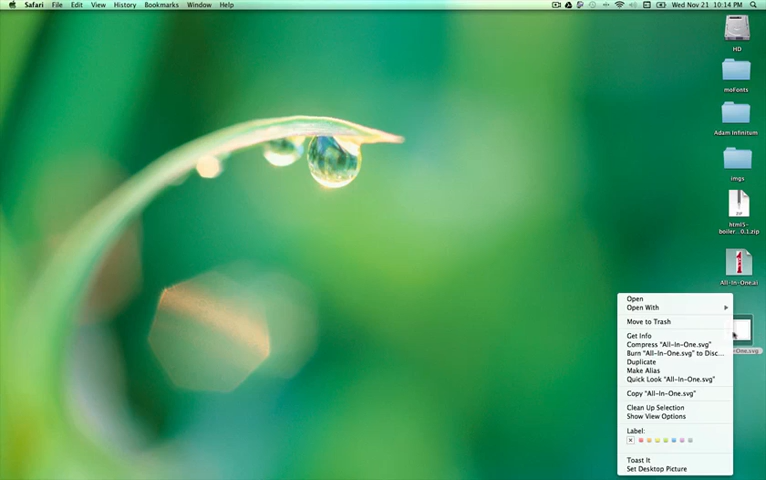 Safari File Edit View History Bookmarks Window Help Wed Nov 21 10:14 PM
HD
moFonts
Adam Infinitum
imgs
ZIP
html5-
boiler...0.1.zip
All-In-One.ai
-One.svg
Open
Open With
Move to Trash
Get Info
Compress "All-In-One.svg"
Burn "All-In-One.svg" to Disc...
Duplicate
Make Alias
Quick Look "All-In-One.svg"
Copy "All-In-One.svg"
Clean Up Selection
Show View Options
Label:
Toast It
Set Desktop Picture